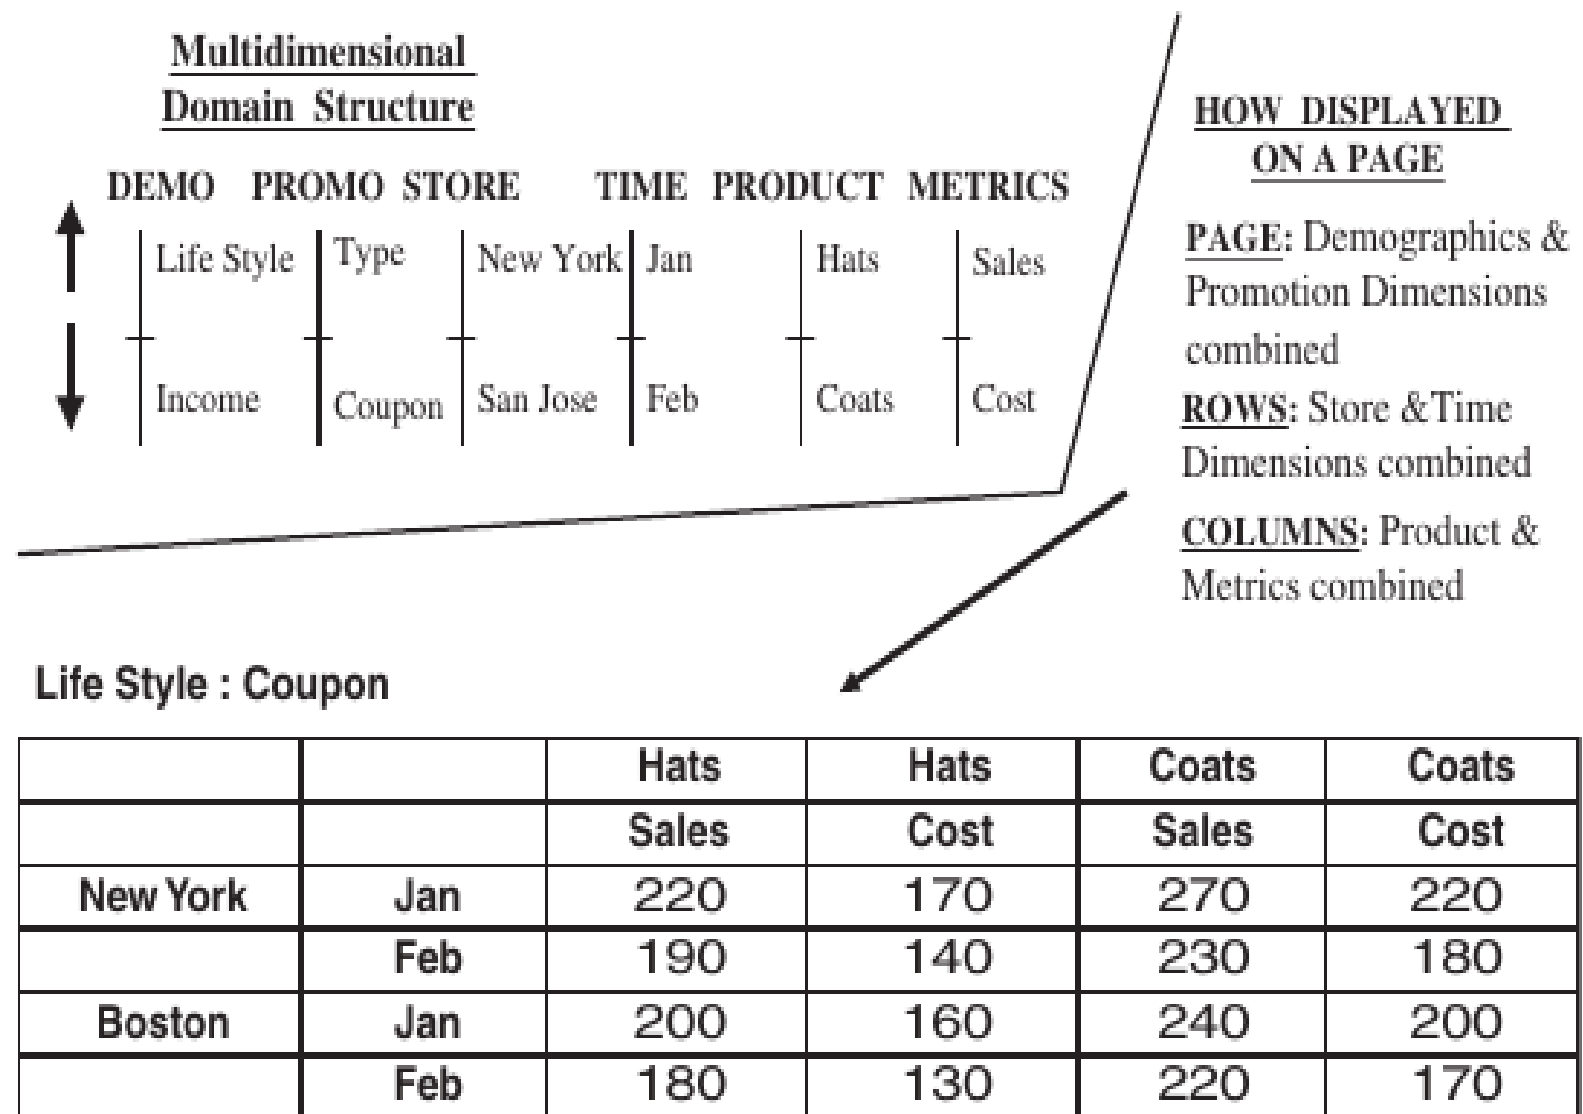 Multidimensional
Domain Structure
DEMO PROMO STORE TIME PRODUCT METRICS
Life Style Type New York Jan Hats Sales
Income Coupon San Jose Feb Coats Cost
HOW DISPLAYED
ON A PAGE
PAGE: Demographics &
Promotion Dimensions
combined
ROWS: Store &Time
Dimensions combined
COLUMNS: Product &
Metrics combined
Life Style : Coupon
Hats Hats Coats Coats
Sales Cost Sales Cost
New York Jan 220 170 270 220
Feb 190 140 230 180
Boston Jan 200 160 240 200
Feb 180 130 220 170